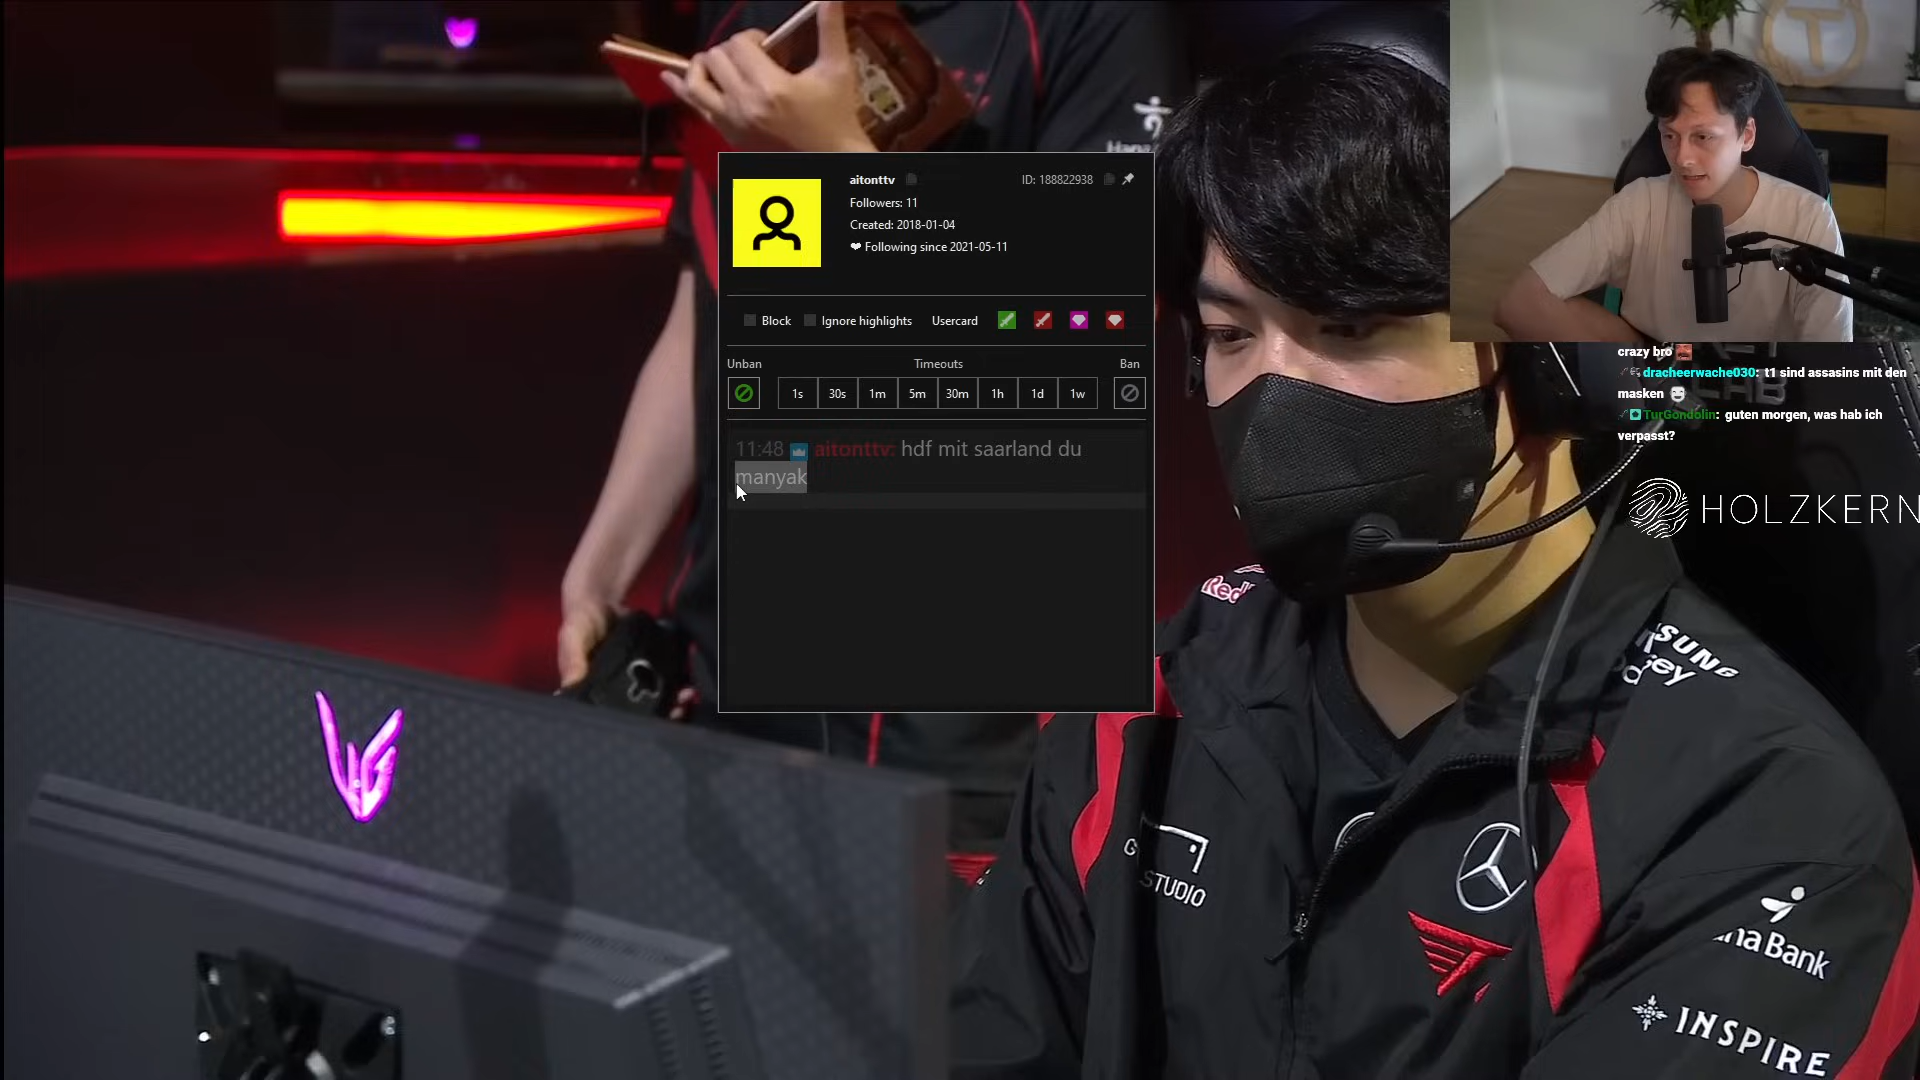 aitonttv
ID: 188822938
Followers: 11
Created: 2018-01-04
Following since 2021-05-11
Block
Ignore highlights
Usercard
Unban
Timeouts
Ban
1s
30s
1m
5m
30m
1h
1d
1w
11:48 aitonttv: hdf mit saarland du
manyak
crazy bro
dracheerwache030: t1 sind assasins mit den
masken
TurGondolin: guten morgen, was hab ich
verpasst?
HOLZKERN
Red
STUDIO
INSPIRE